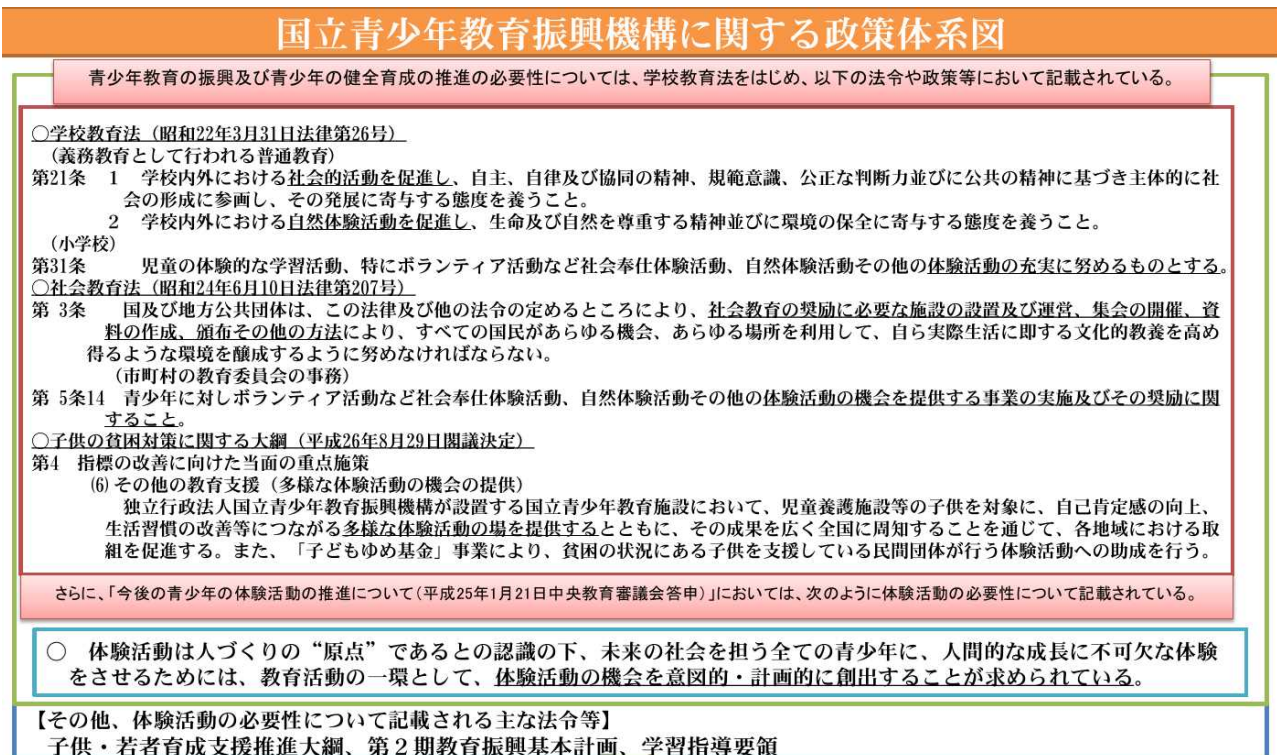 国立青少年教育振興機構に関する政策体系図
青少年教育の振興及び青少年の健全育成の推進の必要性については、学校教育法をはじめ、以下の法令や政策等において記載されている。
○学校教育法（昭和22年3月31日法律第26号）
（義務教育として行われる普通教育）
第21条　1　学校内外における社会的活動を促進し、自主、自律及び協同の精神、規範意識、公正な判断力並びに公共の精神に基づき主体的に社
会の形成に参画し、その発展に寄与する態度を養うこと。
2　学校内外における自然体験活動を促進し、生命及び自然を尊重する精神並びに環境の保全に寄与する態度を養うこと。
（小学校）
第31条　児童の体験的な学習活動、特にボランティア活動など社会奉仕体験活動、自然体験活動その他の体験活動の充実に努めるものとする。
○社会教育法（昭和24年6月10日法律第207号）
第 3条　国及び地方公共団体は、この法律及び他の法令の定めるところにより、社会教育の奨励に必要な施設の設置及び運営、集会の開催、資
料の作成、頒布その他の方法により、すべての国民があらゆる機会、あらゆる場所を利用して、自ら実際生活に即する文化的教養を高め
得るような環境を醸成するように努めなければならない。
（市町村の教育委員会の事務）
第 5条14　青少年に対しボランティア活動など社会奉仕体験活動、自然体験活動その他の体験活動の機会を提供する事業の実施及びその奨励に関
すること。
○子供の貧困対策に関する大綱（平成26年8月29日閣議決定）
第4　指標の改善に向けた当面の重点施策
(6) その他の教育支援（多様な体験活動の機会の提供）
独立行政法人国立青少年教育振興機構が設置する国立青少年教育施設において、児童養護施設等の子供を対象に、自己肯定感の向上、
生活習慣の改善等につながる多様な体験活動の場を提供するとともに、その成果を広く全国に周知することを通じて、各地域における取
組を促進する。また、「子どもゆめ基金」事業により、貧困の状況にある子供を支援している民間団体が行う体験活動への助成を行う。
さらに、「今後の青少年の体験活動の推進について（平成25年1月21日中央教育審議会答申）」においては、次のように体験活動の必要性について記載されている。
○　体験活動は人づくりの“原点”であるとの認識の下、未来の社会を担う全ての青少年に、人間的な成長に不可欠な体験
をさせるためには、教育活動の一環として、体験活動の機会を意図的・計画的に創出することが求められている。
【その他、体験活動の必要性について記載される主な法令等】
子供・若者育成支援推進大綱、第２期教育振興基本計画、学習指導要領